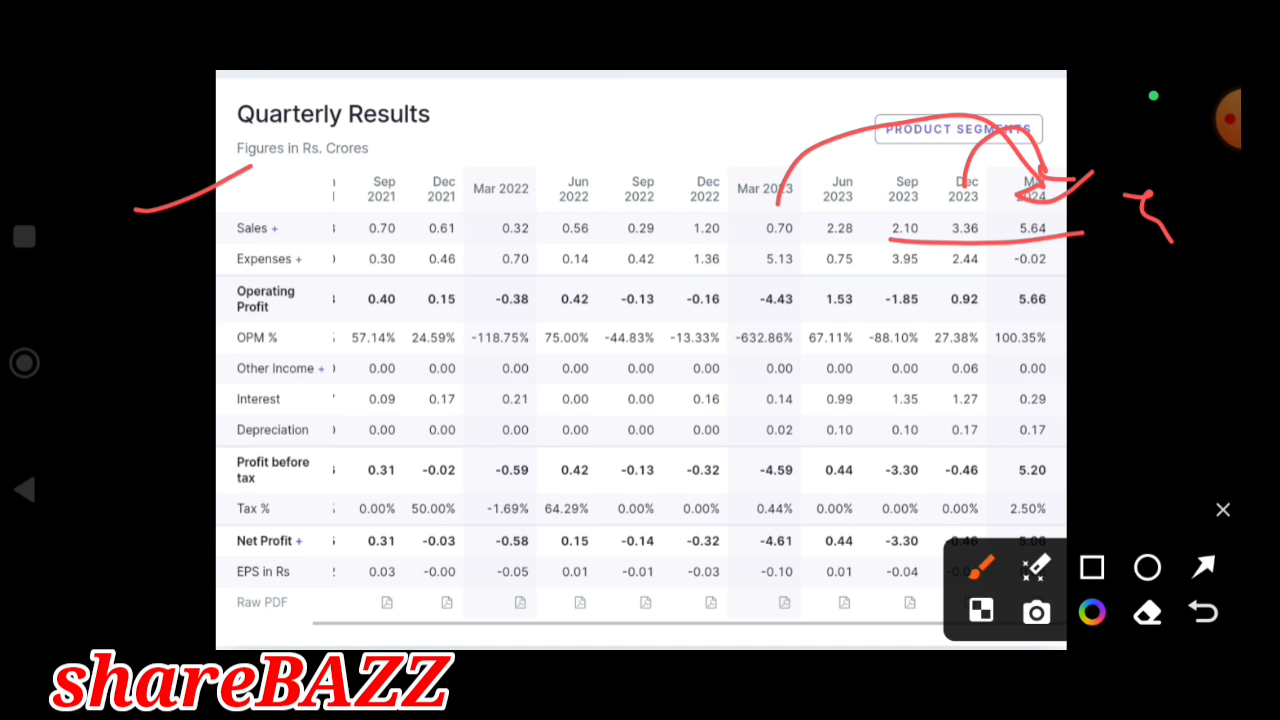 Quarterly Results
PRODUCT SEGMENTS
Figures in Rs. Crores
Sep 2021 Dec 2021 Mar 2022 Jun 2022 Sep 2022 Dec 2022 Mar 2023 Jun 2023 Sep 2023 Dec 2023 Mar 2024
Sales + 0.70 0.61 0.32 0.56 0.29 1.20 0.70 2.28 2.10 3.36 5.64
Expenses + 0.30 0.46 0.70 0.14 0.42 1.36 5.13 0.75 3.95 2.44 -0.02
Operating Profit 0.40 0.15 -0.38 0.42 -0.13 -0.16 -4.43 1.53 -1.85 0.92 5.66
OPM % 57.14% 24.59% -118.75% 75.00% -44.83% -13.33% -632.86% 67.11% -88.10% 27.38% 100.35%
Other Income + 0.00 0.00 0.00 0.00 0.00 0.00 0.00 0.00 0.00 0.06 0.00
Interest 0.09 0.17 0.21 0.00 0.00 0.16 0.14 0.99 1.35 1.27 0.29
Depreciation 0.00 0.00 0.00 0.00 0.00 0.00 0.02 0.10 0.10 0.17 0.17
Profit before tax 0.31 -0.02 -0.59 0.42 -0.13 -0.32 -4.59 0.44 -3.30 -0.46 5.20
Tax % 0.00% 50.00% -1.69% 64.29% 0.00% 0.00% 0.44% 0.00% 0.00% 0.00% 2.50%
Net Profit + 0.31 -0.03 -0.58 0.15 -0.14 -0.32 -4.61 0.44 -3.30 -0.46 5.06
EPS in Rs 0.03 -0.00 -0.05 0.01 -0.01 -0.03 -0.10 0.01 -0.04
Raw PDF
shareBAZZ